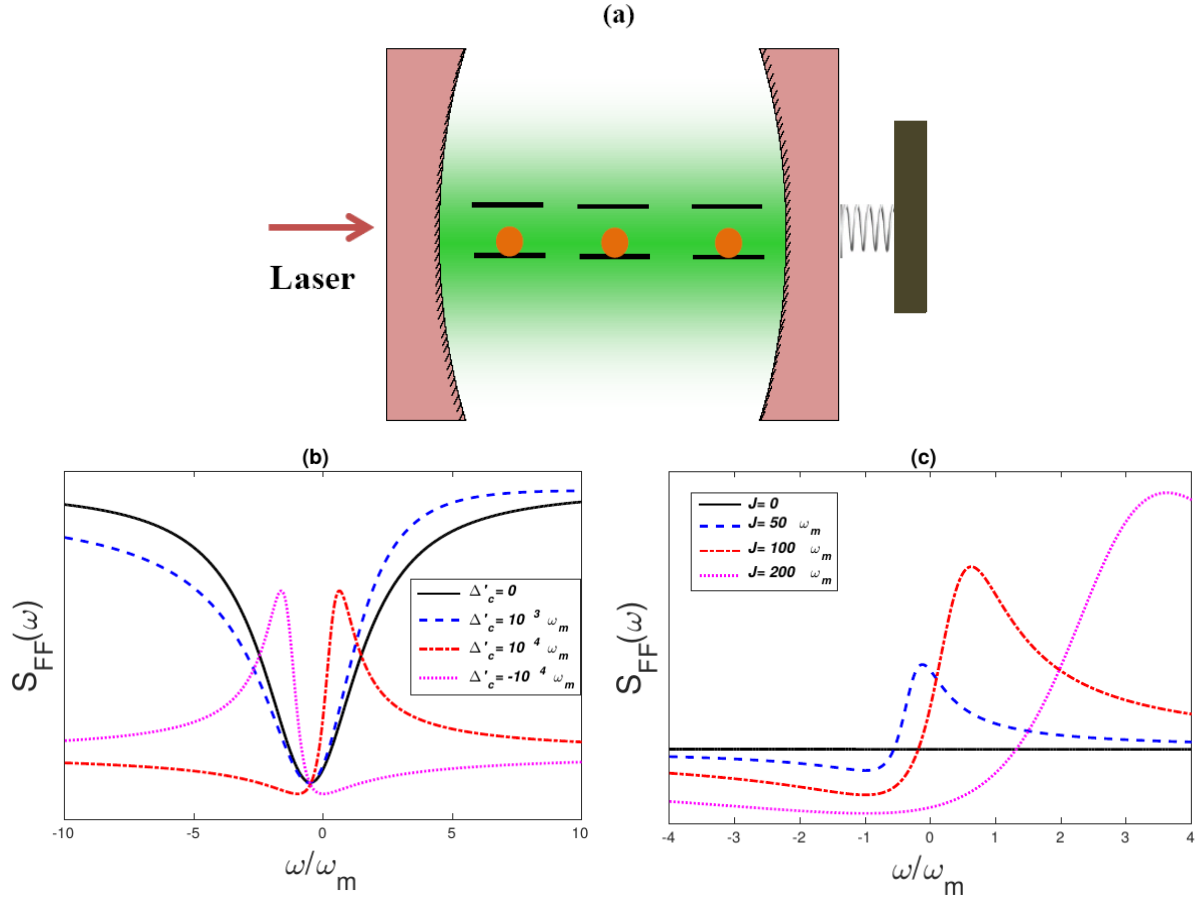 (a)
Laser
(b)
S_FF(ω)
Δ'_c= 0
Δ'_c= 10^3 ω_m
Δ'_c= 10^4 ω_m
Δ'_c= -10^4 ω_m
-10 -5 0 5 10
ω/ω_m
(c)
S_FF(ω)
J= 0
J= 50 ω_m
J= 100 ω_m
J= 200 ω_m
-4 -3 -2 -1 0 1 2 3 4
ω/ω_m